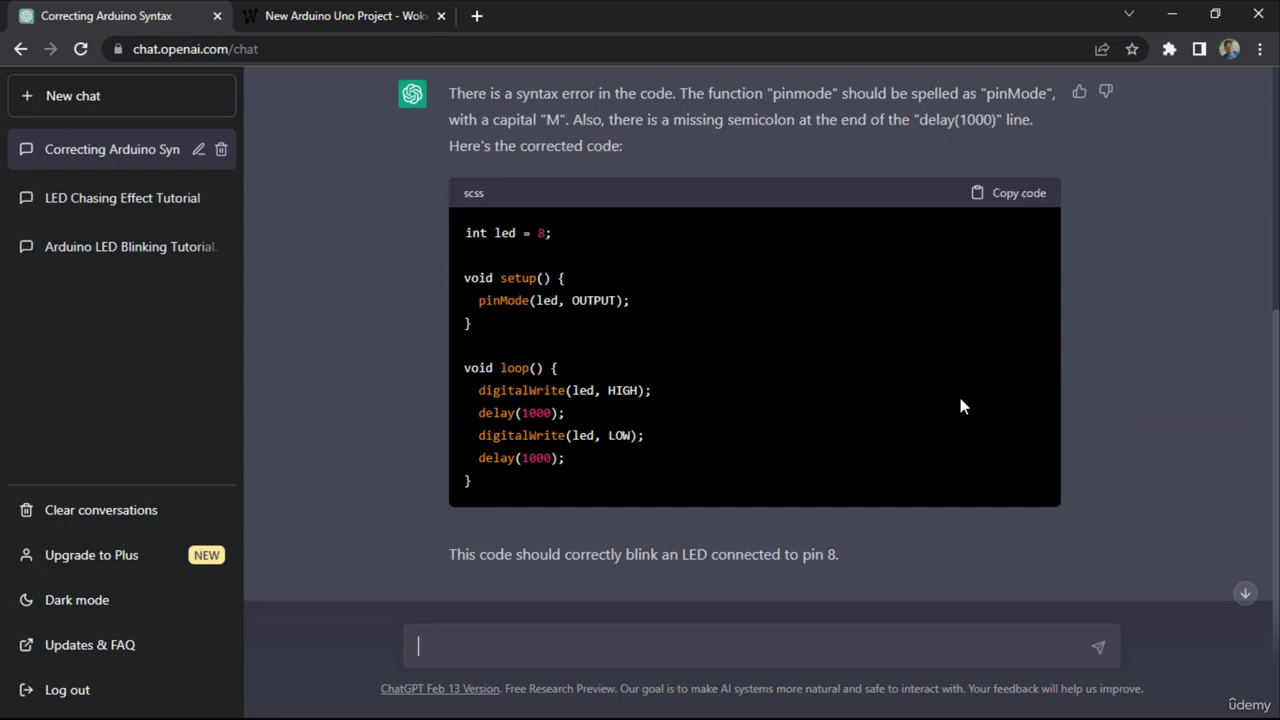 Correcting Arduino Syntax
New Arduino Uno Project - Wok
chat.openai.com/chat
New chat
Correcting Arduino Syn
LED Chasing Effect Tutorial
Arduino LED Blinking Tutorial.
Clear conversations
Upgrade to Plus NEW
Dark mode
Updates & FAQ
Log out
There is a syntax error in the code. The function "pinmode" should be spelled as "pinMode",
with a capital "M". Also, there is a missing semicolon at the end of the "delay(1000)" line.
Here's the corrected code:
scss Copy code
int led = 8;
void setup() {
pinMode(led, OUTPUT);
}
void loop() {
digitalWrite(led, HIGH);
delay(1000);
digitalWrite(led, LOW);
delay(1000);
}
This code should correctly blink an LED connected to pin 8.
ChatGPT Feb 13 Version. Free Research Preview. Our goal is to make AI systems more natural and safe to interact with. Your feedback will help us improve.
ûdemy